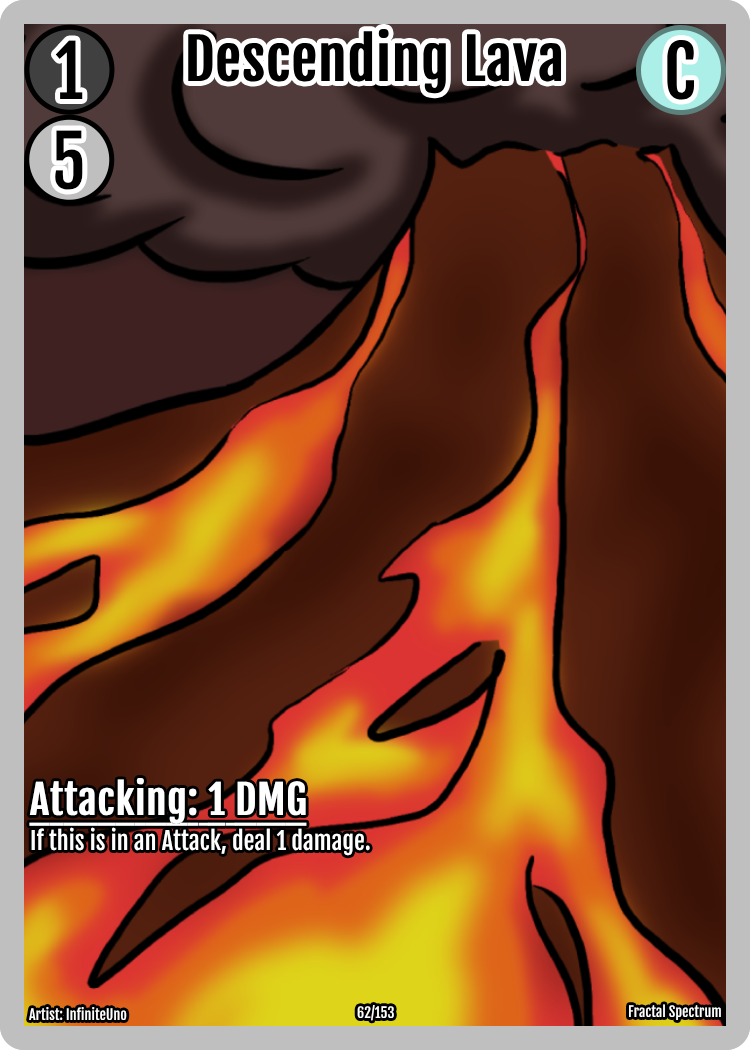 1
Descending Lava
C
5
Attacking: 1 DMG
If this is in an Attack, deal 1 damage.
Artist: InfiniteUno
62/153
Fractal Spectrum